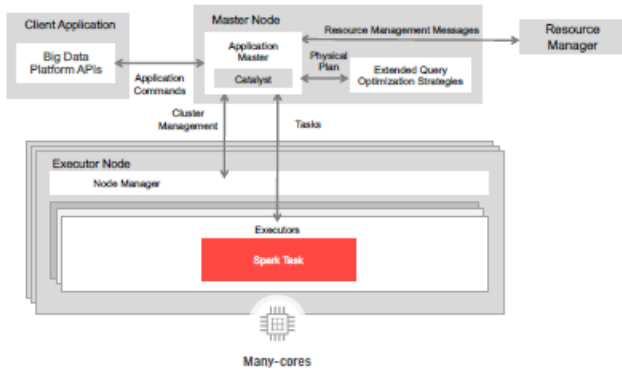 Client Application
Big Data
Platform APIs
Application
Commands
Master Node
Application
Master
Catalyst
Physical
Plan
Extended Query
Optimization Strategies
Resource Management Messages
Resource
Manager
Cluster
Management
Tasks
Executor Node
Node Manager
Executors
Spark Task
Many-cores